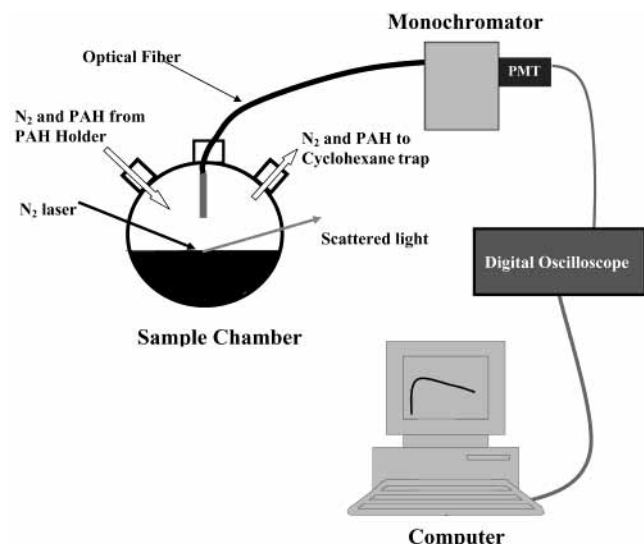 Monochromator
Optical Fiber
PMT
N₂ and PAH from
PAH Holder
N₂ and PAH to
Cyclohexane trap
N₂ laser
Scattered light
Digital Oscilloscope
Sample Chamber
Computer